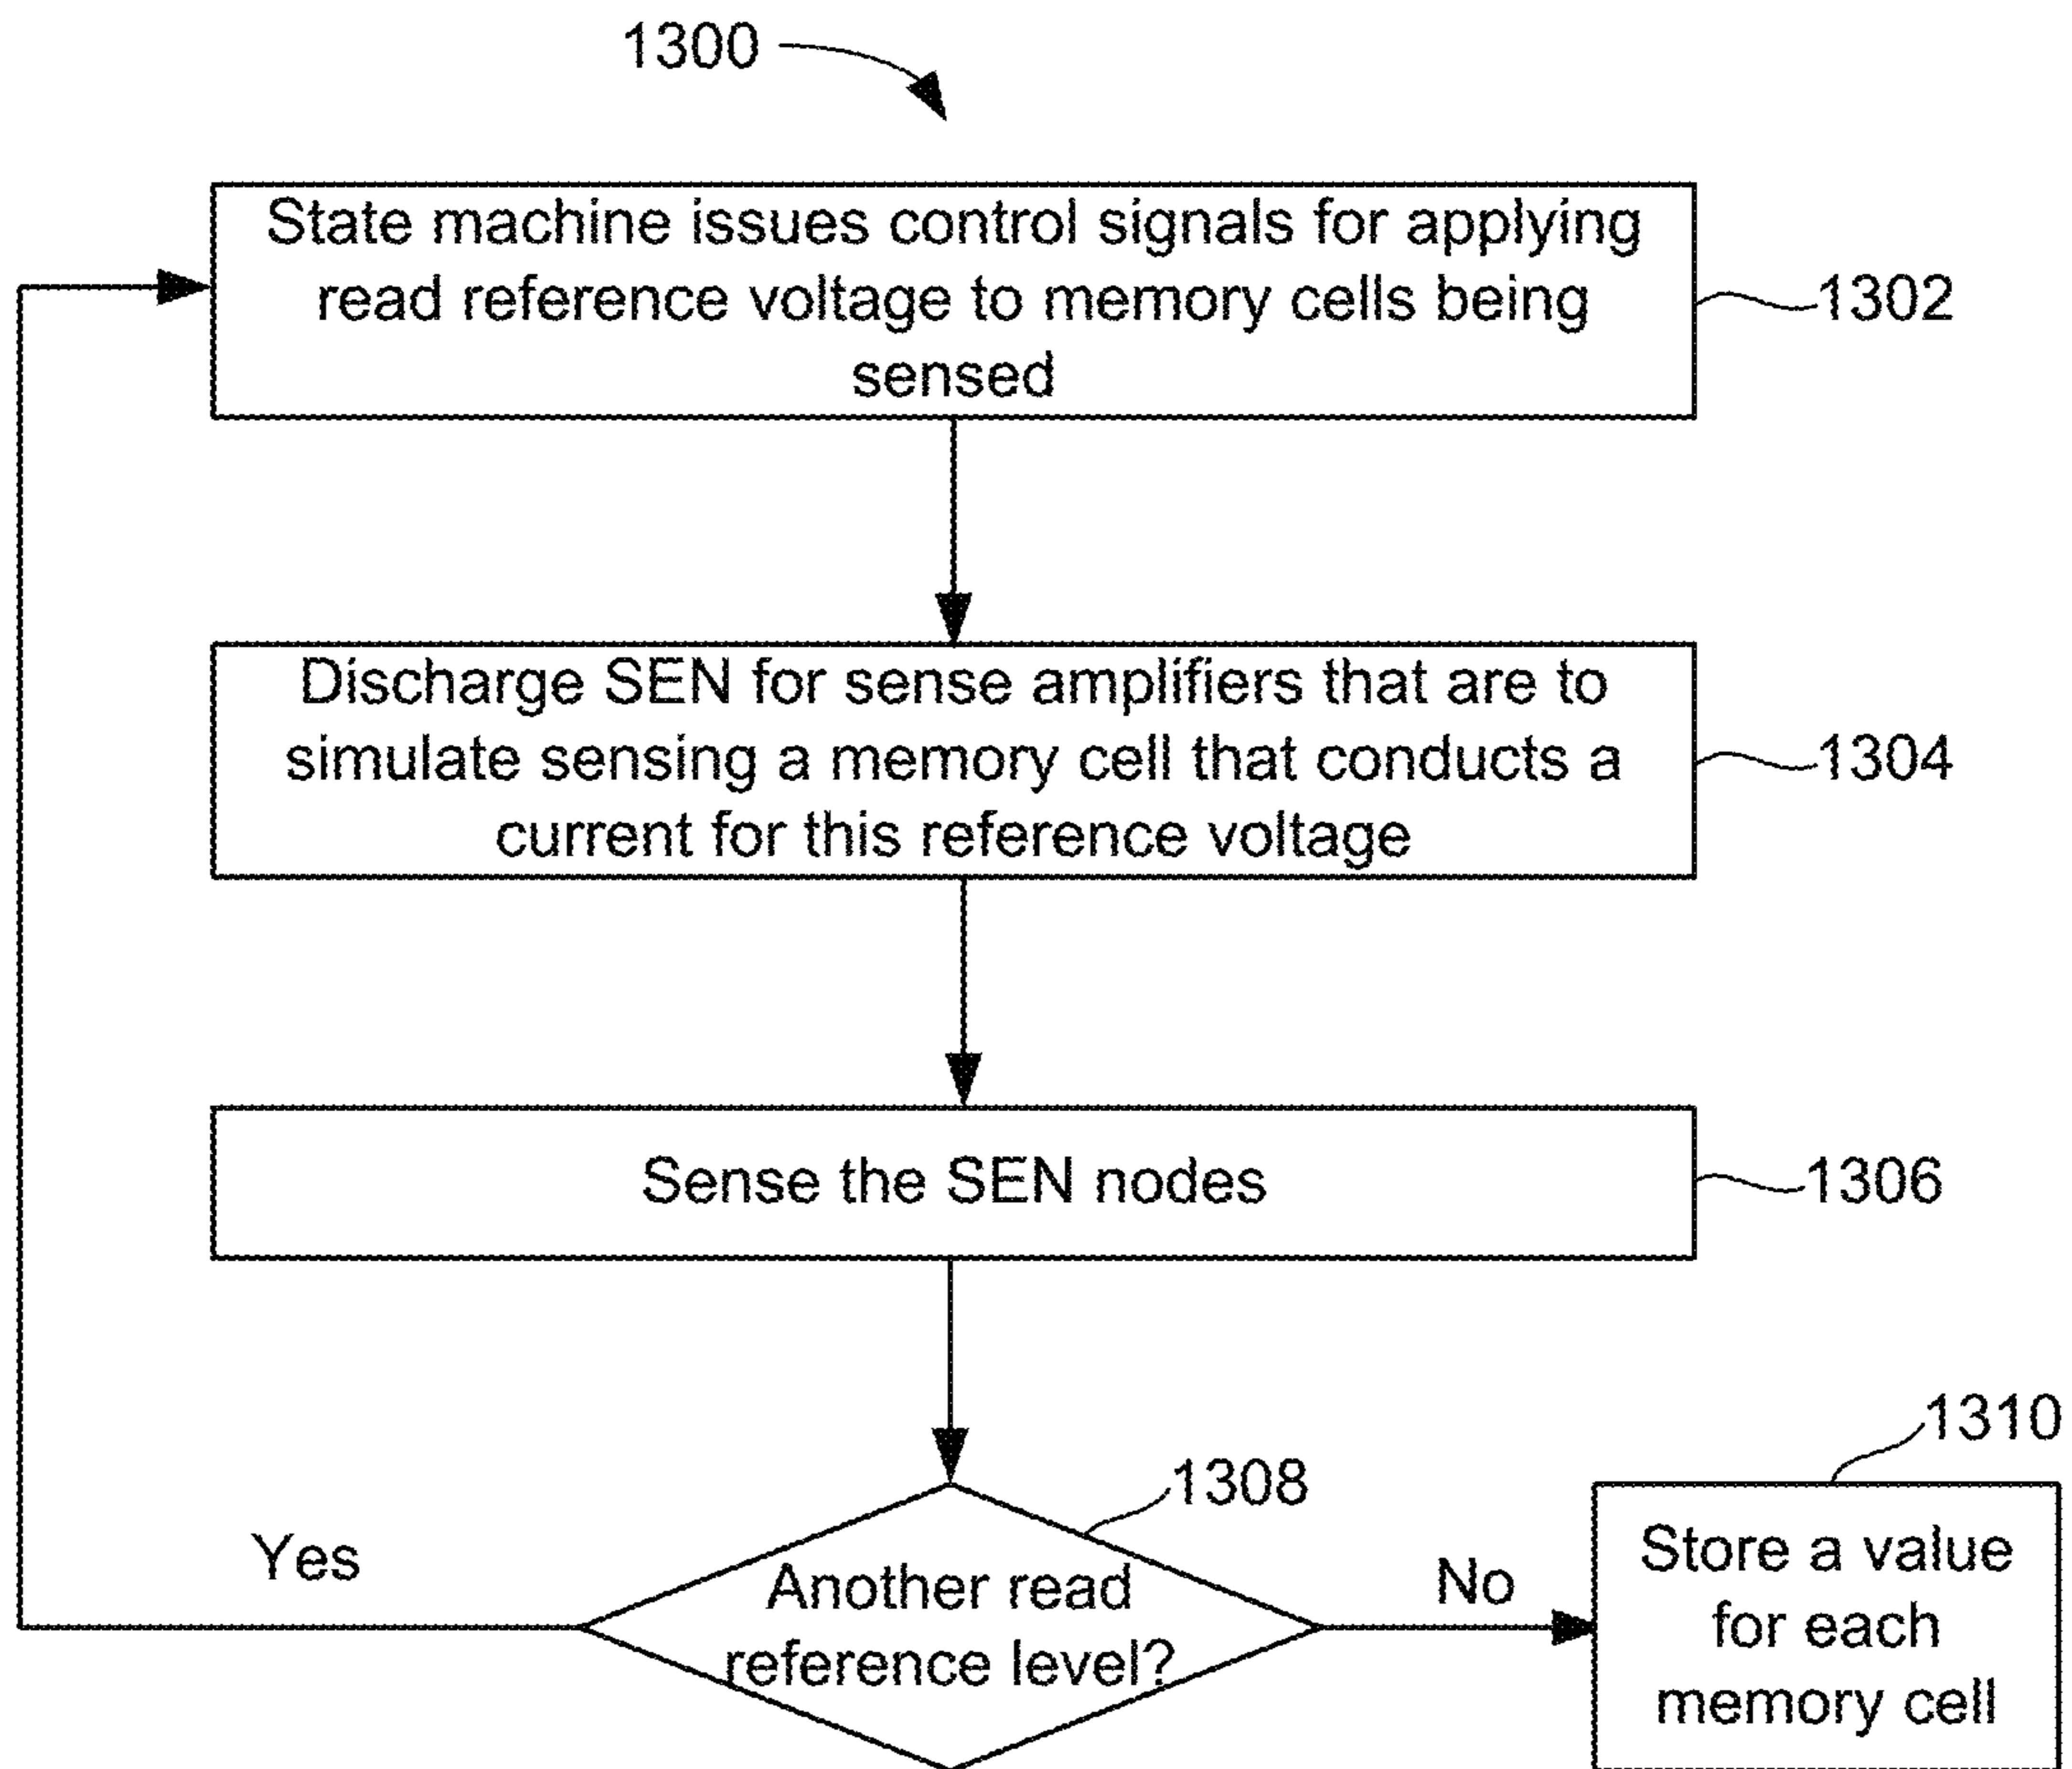 1300
State machine issues control signals for applying
read reference voltage to memory cells being
sensed
1302
Discharge SEN for sense amplifiers that are to
simulate sensing a memory cell that conducts a
current for this reference voltage
1304
Sense the SEN nodes
1306
1308
Another read
reference level?
Yes
No
1310
Store a value
for each
memory cell